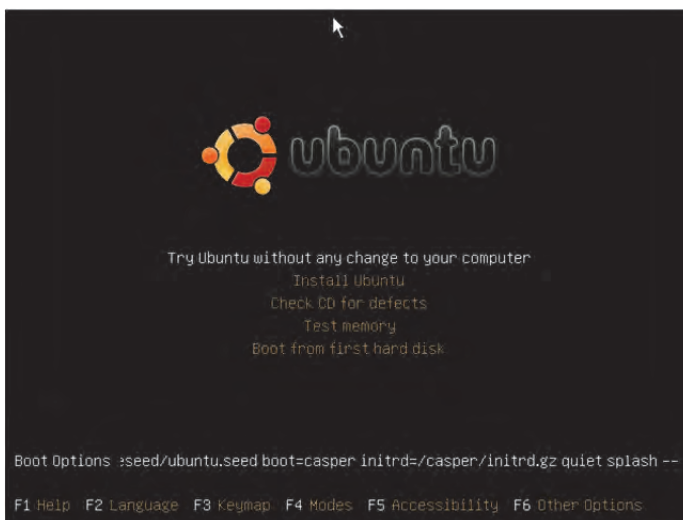 ubuntu
Try Ubuntu without any change to your computer
Install Ubuntu
Check CD for defects
Test memory
Boot from first hard disk
Boot Options :seed/ubuntu.seed boot=casper initrd=/casper/initrd.gz quiet splash --
F1 Help F2 Language F3 Keymap F4 Modes F5 Accessibility F6 Other Options